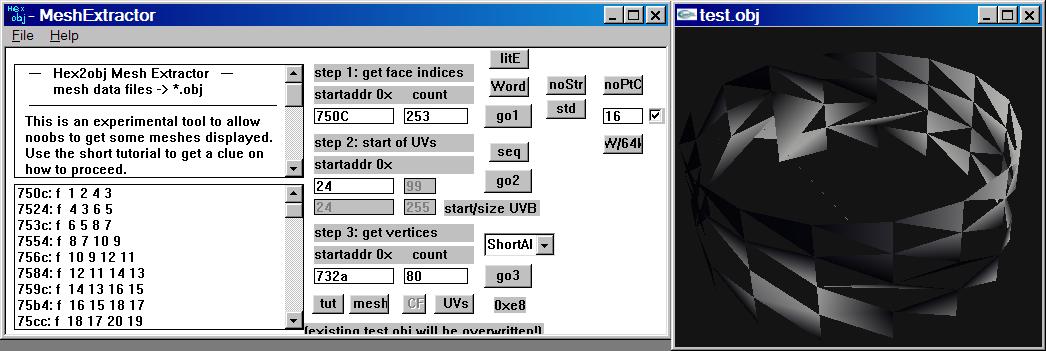 Hex
obj- MeshExtractor
File Help
— Hex2obj Mesh Extractor —
mesh data files -> *.obj
This is an experimental tool to allow
noobs to get some meshes displayed.
Use the short tutorial to get a clue on
how to proceed.
750c: f 1 2 4 3
7524: f 4 3 6 5
753c: f 6 5 8 7
7554: f 8 7 10 9
756c: f 10 9 12 11
7584: f 12 11 14 13
759c: f 14 13 16 15
75b4: f 16 15 18 17
75cc: f 18 17 20 19
litE
step 1: get face indices
Word noStr noPtC
startaddr 0x count
std
750C 253 go1 16
step 2: start of UVs
W/64k
seq
startaddr 0x
go2
24 99
24 255 start/size UVB
step 3: get vertices
ShortAl
startaddr 0x count
732a 80 go3
tut mesh CF UVs 0xe8
(existing test.obj will be overwritten!)
test.obj